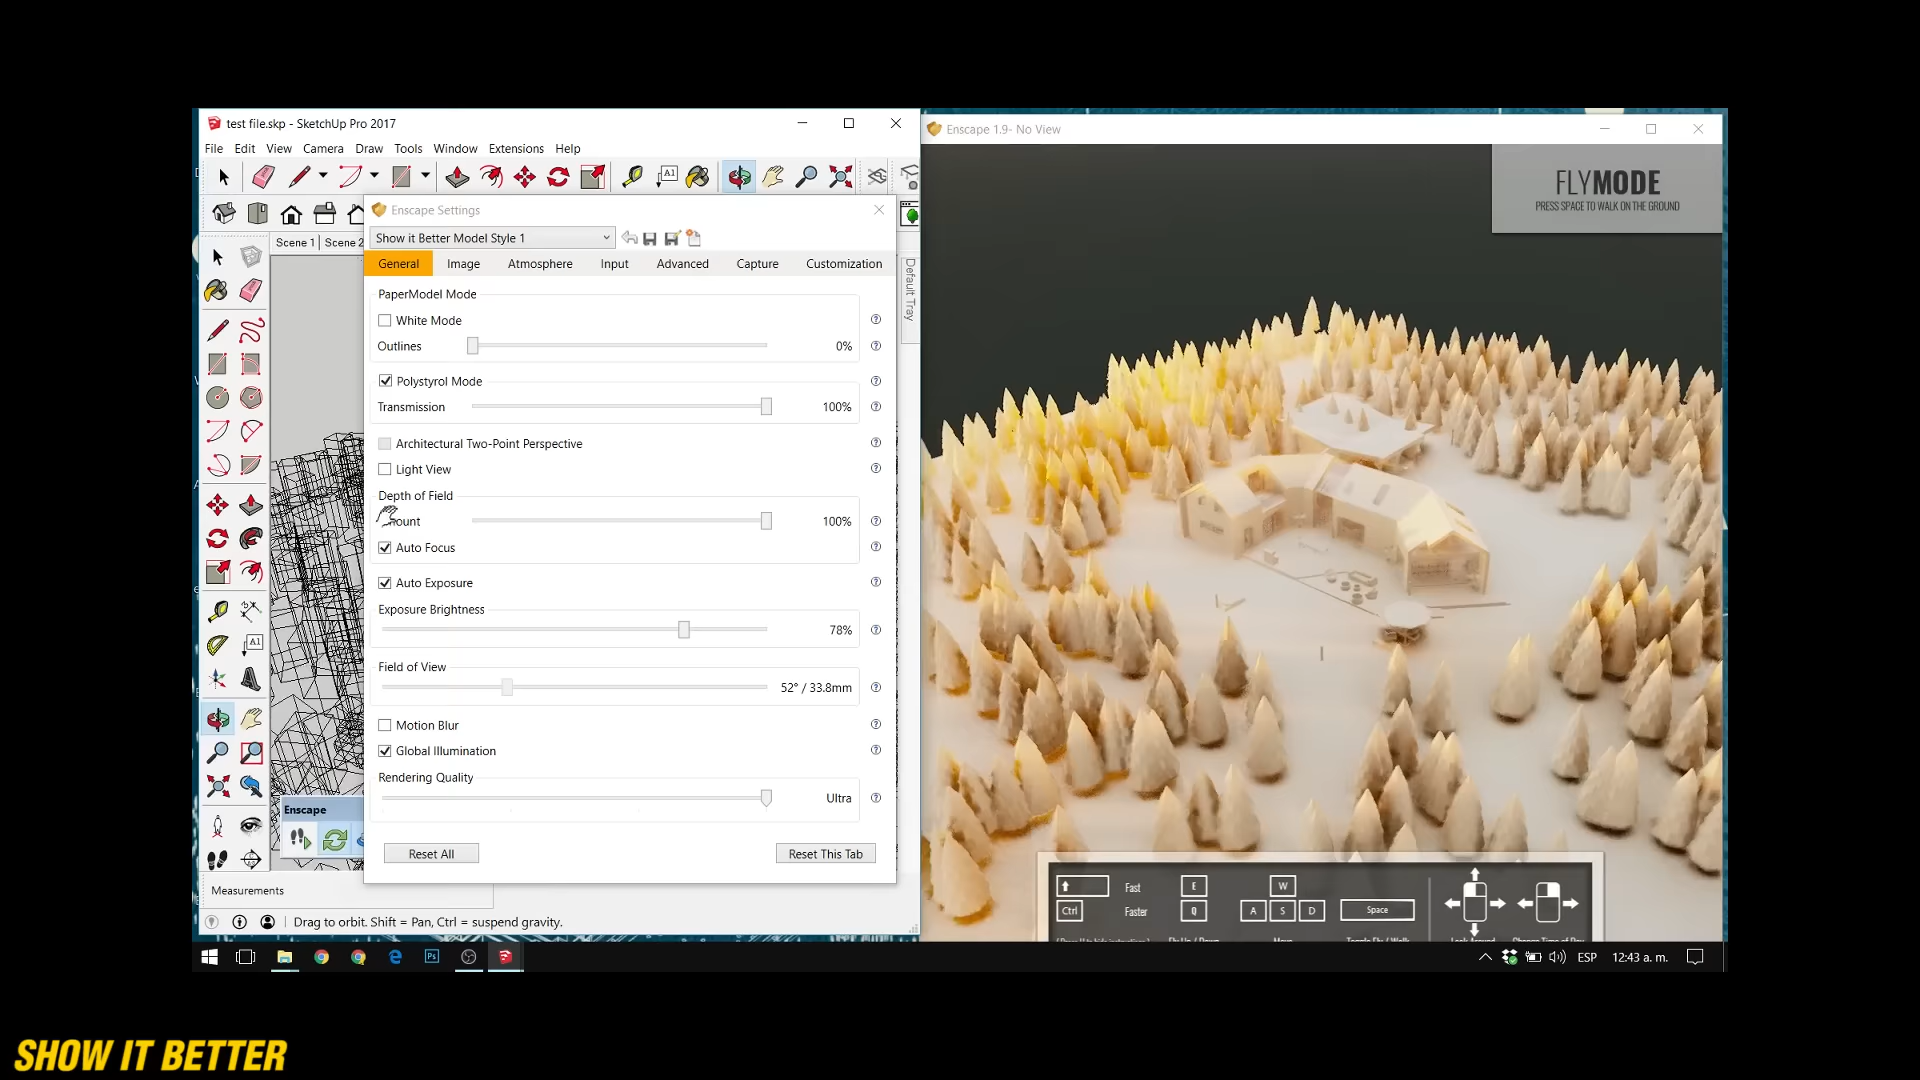 test file.skp - SketchUp Pro 2017
File Edit View Camera Draw Tools Window Extensions Help
Enscape 1.9- No View
FLYMODE
PRESS SPACE TO WALK ON THE GROUND
Enscape Settings
Scene 1 Scene 2
Show it Better Model Style 1
General Image Atmosphere Input Advanced Capture Customization
Default Tray
PaperModel Mode
White Mode
Outlines 0%
Polystyrol Mode
Transmission 100%
Architectural Two-Point Perspective
Light View
Depth of Field
100%
Auto Focus
Auto Exposure
Exposure Brightness
78%
Field of View
52° / 33.8mm
Motion Blur
Global Illumination
Rendering Quality
Ultra
Enscape
Reset All Reset This Tab
Measurements
Drag to orbit. Shift = Pan, Ctrl = suspend gravity.
Fast E W
Ctrl Faster Q A S D Space
ESP 12:43 a. m.
SHOW IT BETTER